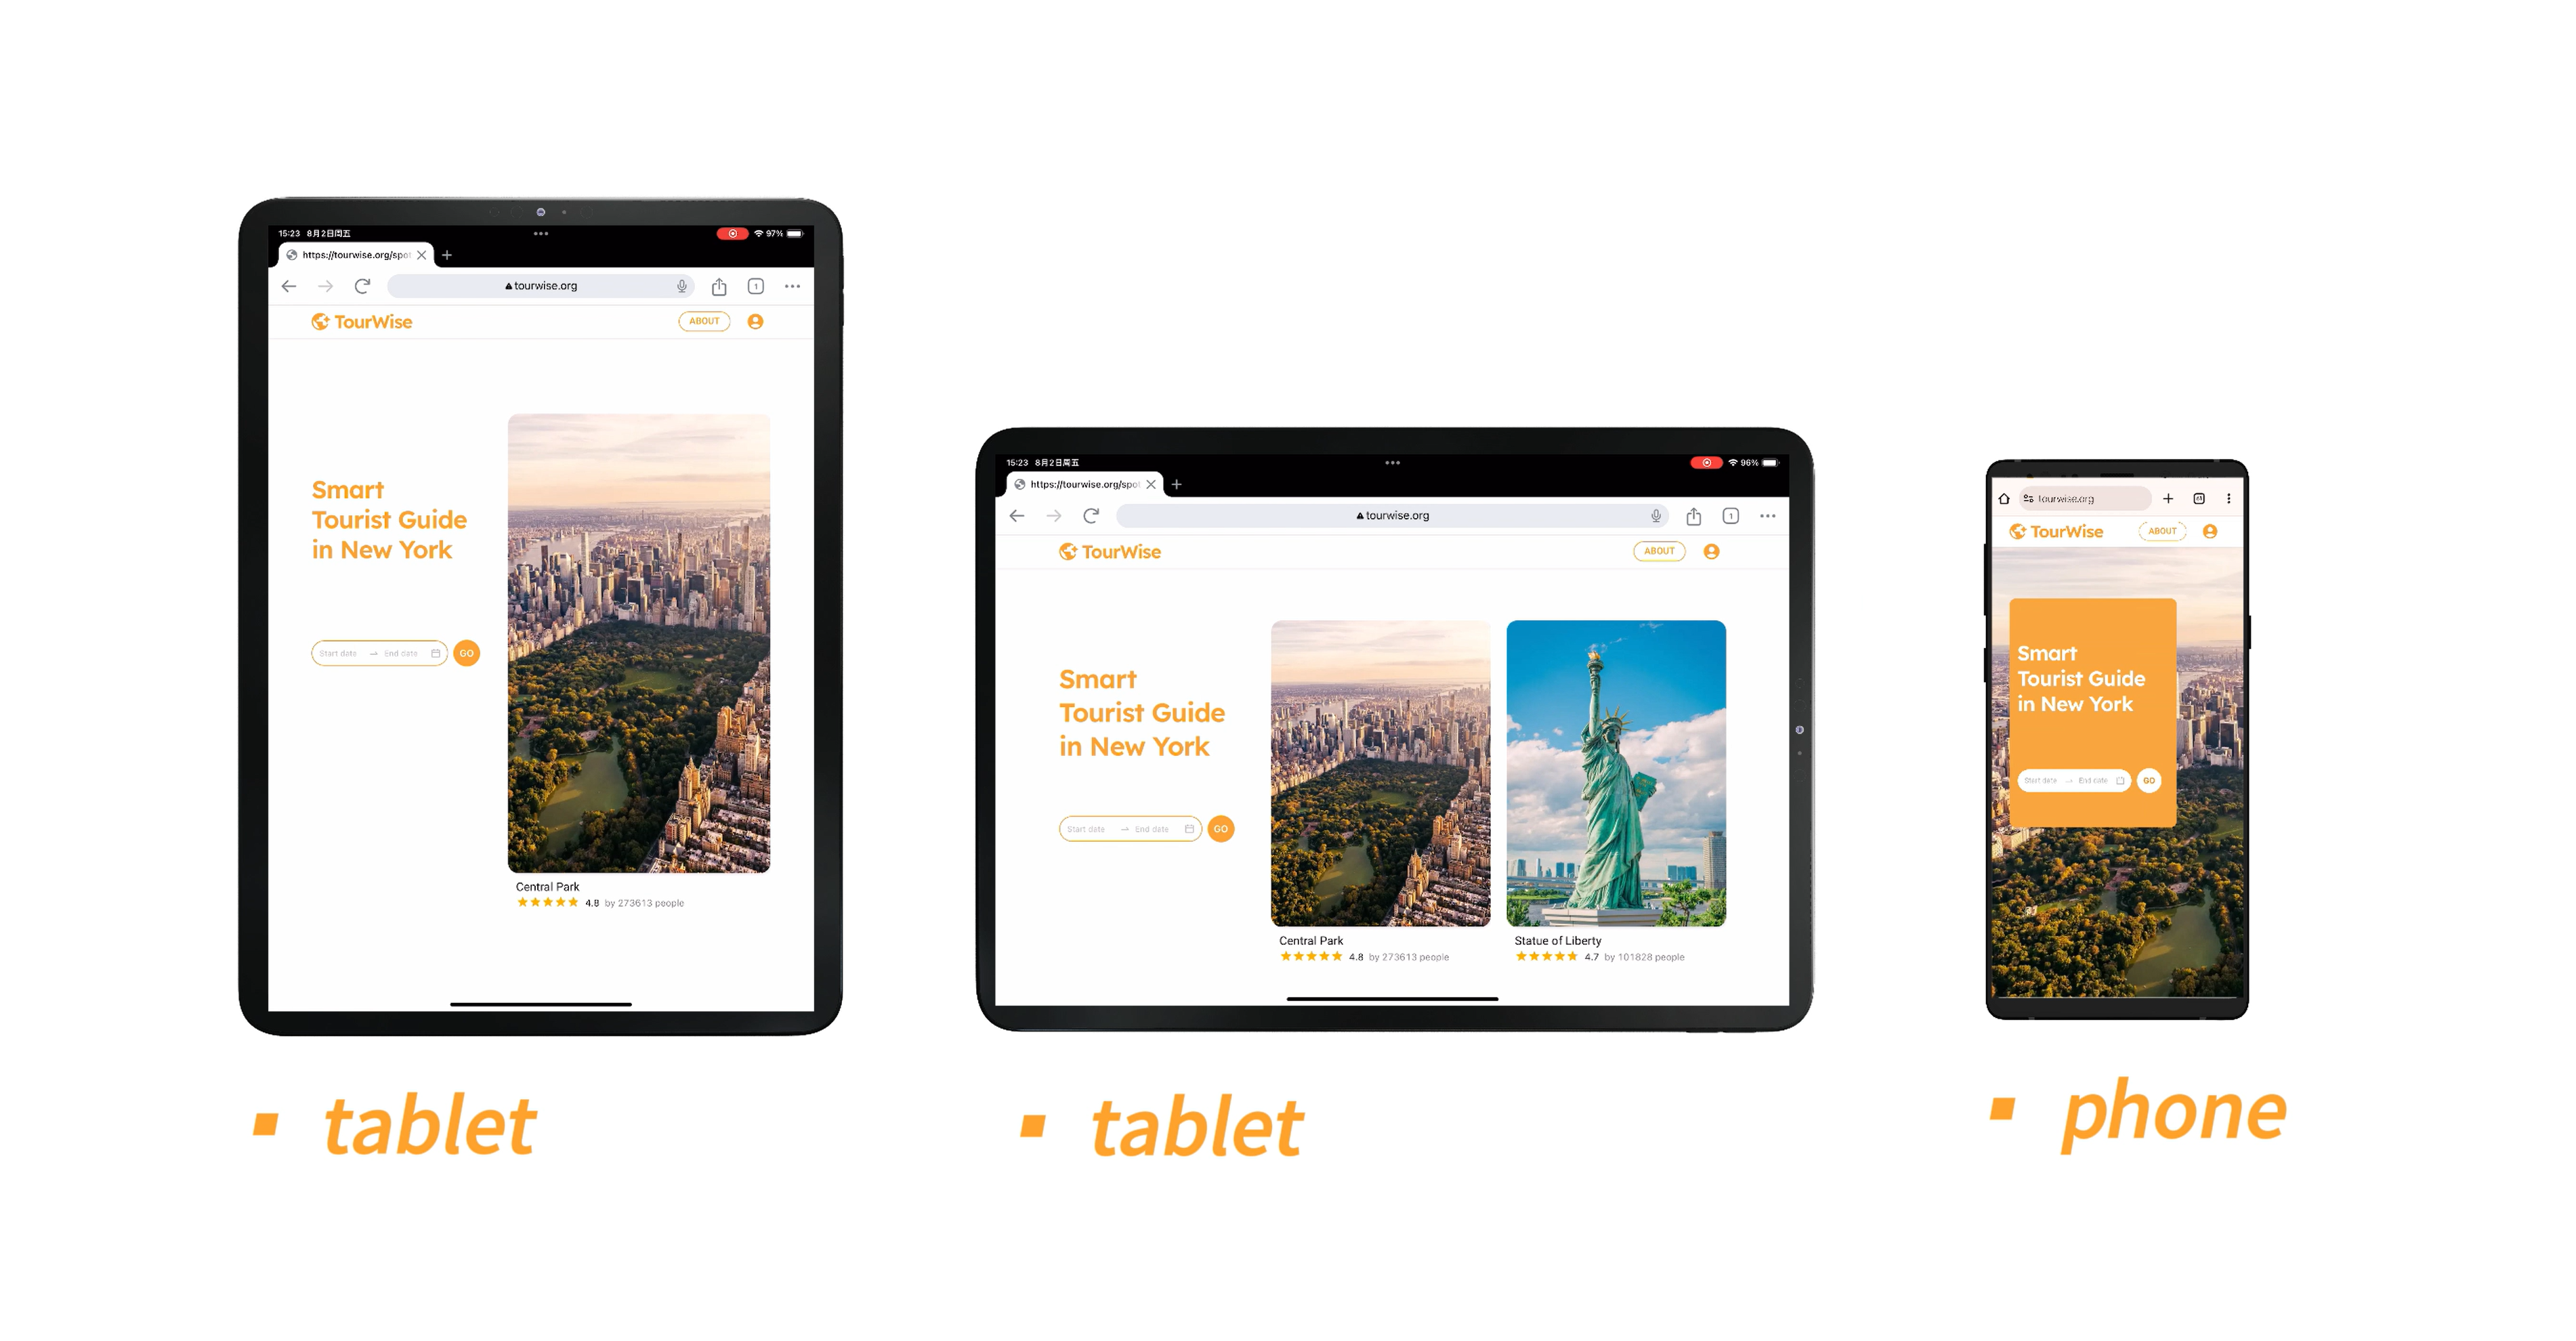 15:23 8月2日周五
97%
https://tourwise.org/spot
tourwise.org
1
TourWise
ABOUT
Smart
Tourist Guide
in New York
Start date → End date
GO
Central Park
4.8 by 273613 people
tablet
15:23 8月2日周五
96%
https://tourwise.org/spot
tourwise.org
1
TourWise
ABOUT
Smart
Tourist Guide
in New York
Start date → End date
GO
Central Park
4.8 by 273613 people
Statue of Liberty
4.7 by 101828 people
tablet
tourwise.org
TourWise
ABOUT
Smart
Tourist Guide
in New York
Start date → End date
GO
phone